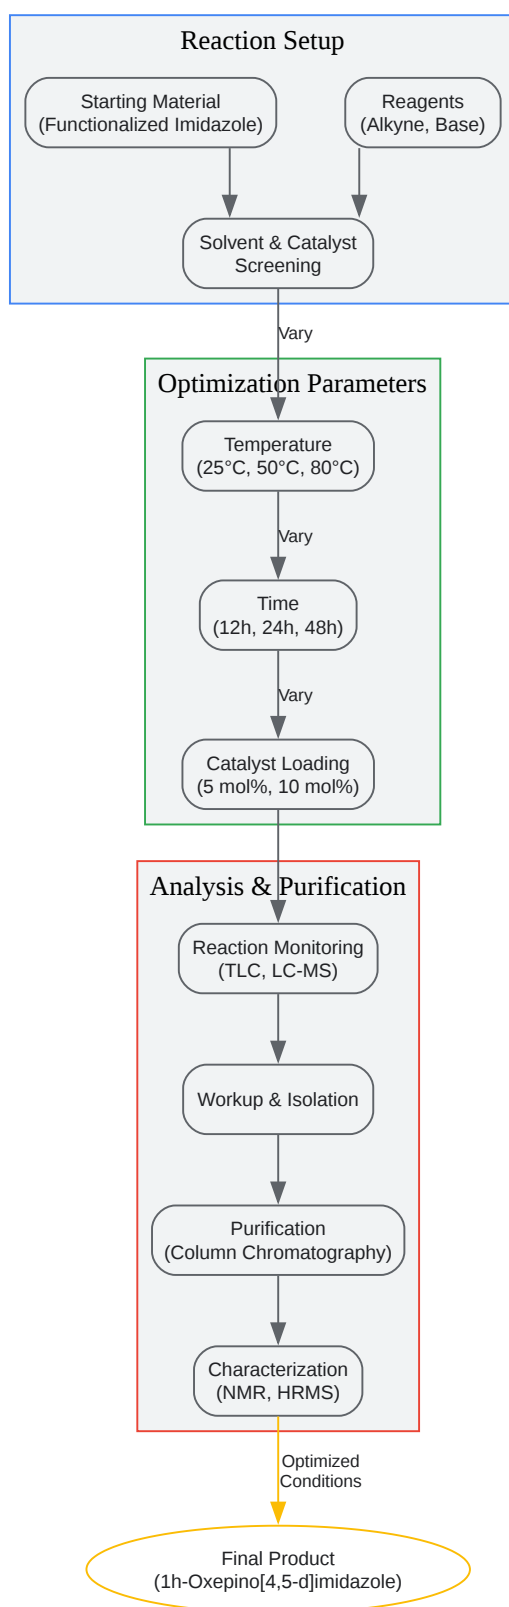 Reaction Setup
Starting Material
(Functionalized Imidazole)
Reagents
(Alkyne, Base)
Solvent & Catalyst
Screening
Vary
Optimization Parameters
Temperature
(25°C, 50°C, 80°C)
Vary
Time
(12h, 24h, 48h)
Vary
Catalyst Loading
(5 mol%, 10 mol%)
Analysis & Purification
Reaction Monitoring
(TLC, LC-MS)
Workup & Isolation
Purification
(Column Chromatography)
Characterization
(NMR, HRMS)
Optimized
Conditions
Final Product
(1h-Oxepino[4,5-d]imidazole)